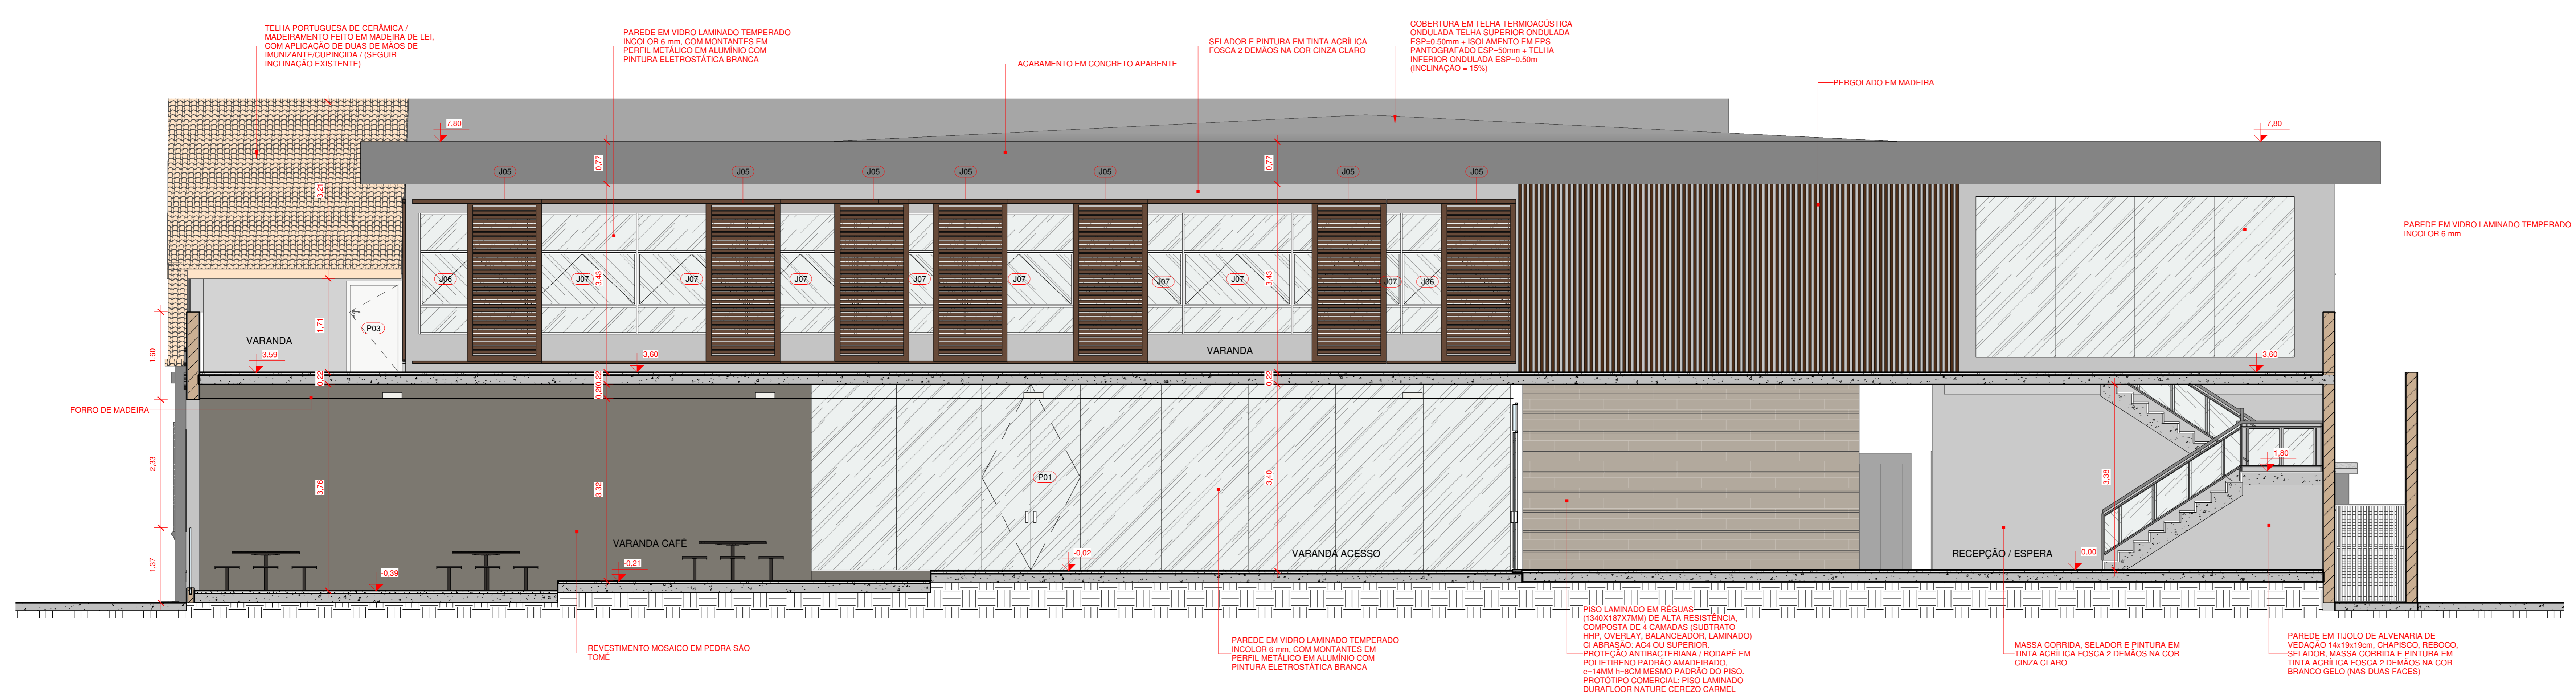 TELHA PORTUGUESA DE CERÂMICA /
MADEIRAMENTO FEITO EM MADEIRA DE LEI,
COM APLICAÇÃO DE DUAS DE MÃOS DE
IMUNIZANTE/CUPINCIDA / (SEGUIR
INCLINAÇÃO EXISTENTE)
PAREDE EM VIDRO LAMINADO TEMPERADO
INCOLOR 6 mm, COM MONTANTES EM
PERFIL METÁLICO EM ALUMÍNIO COM
PINTURA ELETROSTÁTICA BRANCA
ACABAMENTO EM CONCRETO APARENTE
SELADOR E PINTURA EM TINTA ACRÍLICA
FOSCA 2 DEMÃOS NA COR CINZA CLARO
COBERTURA EM TELHA TERMIOACÚSTICA
ONDULADA TELHA SUPERIOR ONDULADA
ESP=0.50mm + ISOLAMENTO EM EPS
PANTOGRAFADO ESP=50mm + TELHA
INFERIOR ONDULADA ESP=0.50m
(INCLINAÇÃO = 15%)
PERGOLADO EM MADEIRA
7,80
7,80
0,77
0,77
3,21
J05
J05
J05
J05
J05
J05
J05
PAREDE EM VIDRO LAMINADO TEMPERADO
INCOLOR 6 mm
J06
J07
3,43
J07
J07
J07
J07
J07
J07
3,43
J07
J06
P03
1,71
1,60
VARANDA
VARANDA
3,59
3,60
3,60
0,22
0,22
0,22
0,20
FORRO DE MADEIRA
2,33
3,76
3,32
3,40
3,38
P01
1,80
VARANDA CAFÉ
VARANDA ACESSO
RECEPÇÃO / ESPERA
-0,39
-0,21
-0,02
0,00
1,37
REVESTIMENTO MOSAICO EM PEDRA SÃO
TOMÉ
PAREDE EM VIDRO LAMINADO TEMPERADO
INCOLOR 6 mm, COM MONTANTES EM
PERFIL METÁLICO EM ALUMÍNIO COM
PINTURA ELETROSTÁTICA BRANCA
PISO LAMINADO EM RÉGUAS
(1340X187X7MM) DE ALTA RESISTÊNCIA,
COMPOSTA DE 4 CAMADAS (SUBTRATO
HHP, OVERLAY, BALANCEADOR, LAMINADO)
CI ABRASÃO: AC4 OU SUPERIOR.
PROTEÇÃO ANTIBACTERIANA / RODAPÉ EM
POLIETIRENO PADRÃO AMADEIRADO,
e=14MM h=8CM MESMO PADRÃO DO PISO.
PROTÓTIPO COMERCIAL: PISO LAMINADO
DURAFLOOR NATURE CEREZO CARMEL
MASSA CORRIDA, SELADOR E PINTURA EM
TINTA ACRÍLICA FOSCA 2 DEMÃOS NA COR
CINZA CLARO
PAREDE EM TIJOLO DE ALVENARIA DE
VEDAÇÃO 14x19x19cm, CHAPISCO, REBOCO,
SELADOR, MASSA CORRIDA E PINTURA EM
TINTA ACRÍLICA FOSCA 2 DEMÃOS NA COR
BRANCO GELO (NAS DUAS FACES)